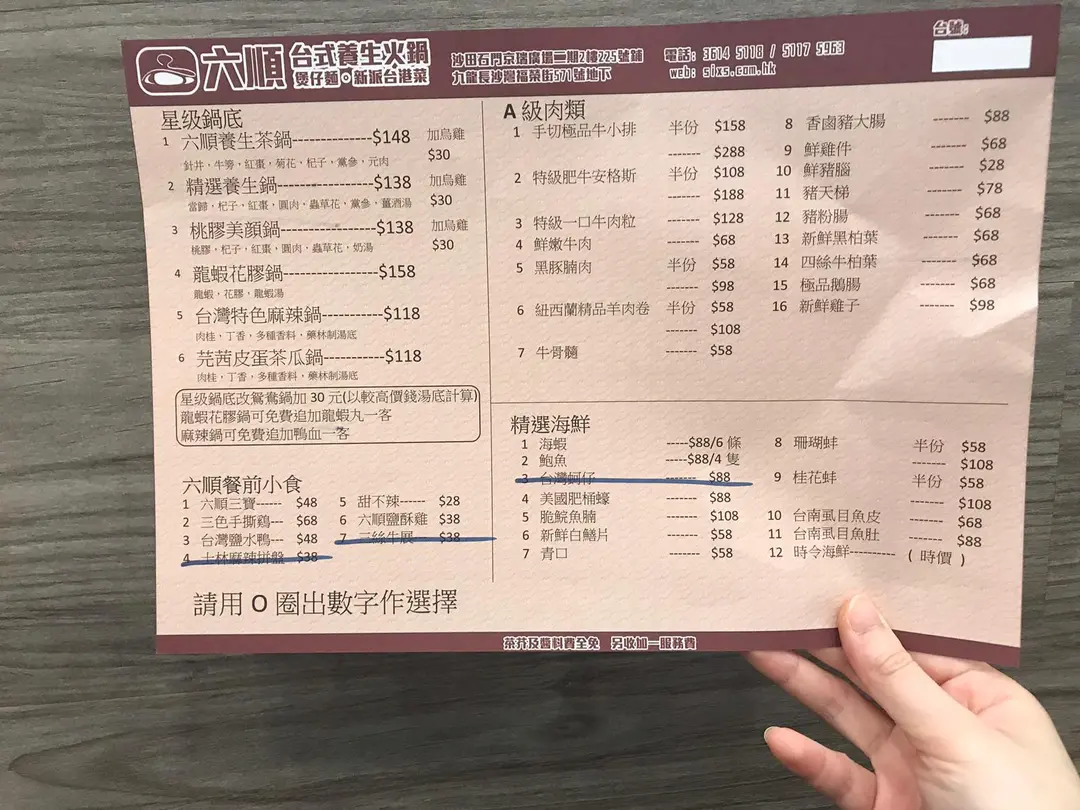 六順 台式養生火鍋
煲仔麵。新派台港菜
沙田石門京瑞廣場二期2樓225號鋪
九龍長沙灣福榮街571號地下
電話: 3614 5118 / 5117 5963
web: sixs.com.hk
台號:
星级鍋底
1 六順養生茶鍋-------------$148 加烏雞 $30
針井,牛蒡,紅棗,菊花,杞子,黨參,元肉
2 精選養生鍋--------------$138 加烏雞 $30
當歸,杞子,紅棗,圓肉,蟲草花,黨參,薑酒湯
3 桃膠美顏鍋--------------$138 加烏雞 $30
桃膠,杞子,紅棗,圓肉,蟲草花,奶湯
4 龍蝦花膠鍋----------------$158
龍蝦,花膠,龍蝦湯
5 台灣特色麻辣鍋-----------$118
肉桂,丁香,多種香料,藥林制湯底
6 芫茜皮蛋茶瓜鍋-----------$118
肉桂,丁香,多種香料,藥林制湯底
星级鍋底改鴛鴦鍋加 30 元(以較高價錢湯底計算)
龍蝦花膠鍋可免費追加龍蝦丸一客
麻辣鍋可免費追加鴨血一客
六順餐前小食
1 六順三寶------ $48
2 三色手撕鷄--- $68
3 台灣鹽水鴨--- $48
4 士林麻辣拼盤 $38
5 甜不辣------ $28
6 六順鹽酥雞 $38
7 三絲牛展--- $38
請用 O 圈出數字作選擇
A 級肉類
1 手切極品牛小排 半份 $158
------- $288
2 特級肥牛安格斯 半份 $108
------- $188
3 特級一口牛肉粒 ------- $128
4 鮮嫩牛肉 ------- $68
5 黑豚腩肉 半份 $58
------- $98
6 紐西蘭精品羊肉卷 半份 $58
------- $108
7 牛骨髓 ------- $58
8 香鹵豬大腸 ------- $88
9 鮮雞件 ------- $68
10 鮮豬腦 ------- $28
11 豬天梯 ------- $78
12 豬粉腸 ------- $68
13 新鮮黑柏葉 ------- $68
14 四絲牛柏葉 ------- $68
15 極品鵝腸 ------- $68
16 新鮮雞子 ------- $98
精選海鮮
1 海蝦 -----$88/6 條
2 鮑魚 -----$88/4 隻
3 台灣蚵仔 ------- $88
4 美國肥桶蠔 ------- $88
5 脆鯇魚腩 ------- $108
6 新鮮白鱔片 ------- $58
7 青口 ------- $58
8 珊瑚蚌 半份 $58
------- $108
9 桂花蚌 半份 $58
------- $108
10 台南虱目魚皮 ------- $68
11 台南虱目魚肚 ------- $88
12 時令海鮮---------- ( 時價 )
茶芥及醬料費全免 另收加一服務費